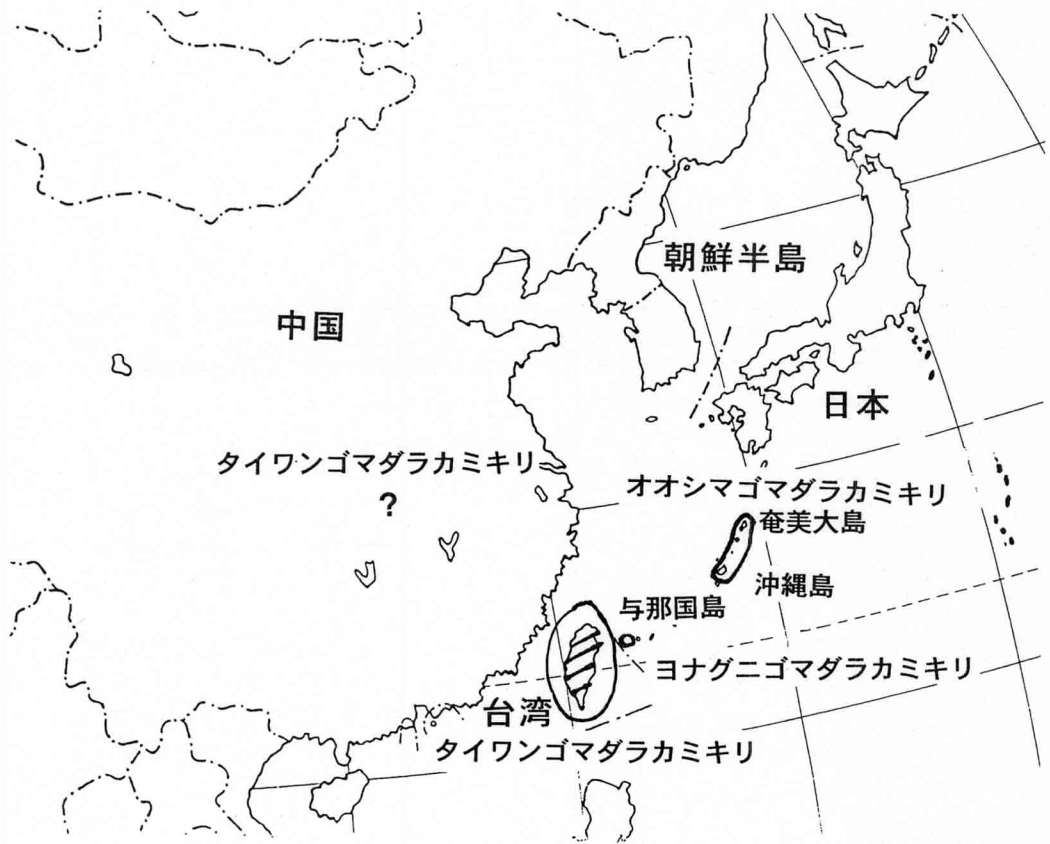 朝鮮半島
中国
日本
タイワンゴマダラカミキリ
?
オオシマゴマダラカミキリ
奄美大島
沖縄島
与那国島
ヨナグニゴマダラカミキリ
台湾
タイワンゴマダラカミキリ